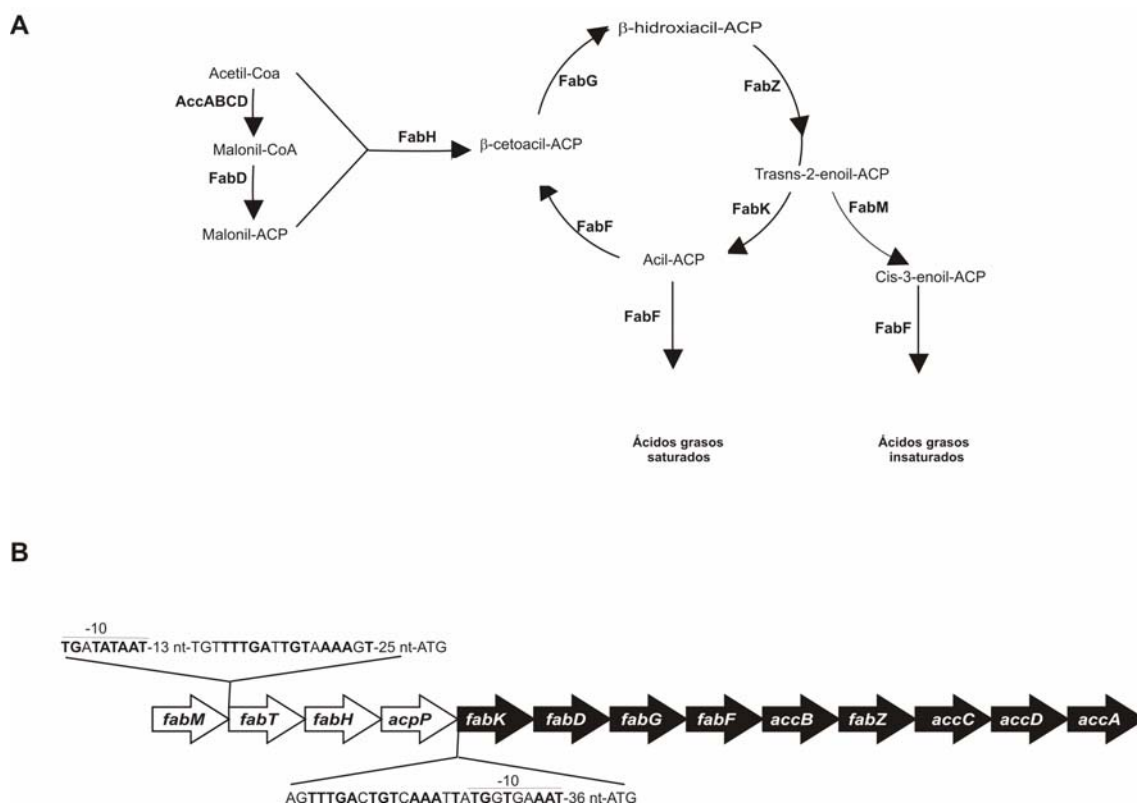 A
β-hidroxiacil-ACP
Acetil-Coa
AccABCD
FabG
FabZ
Malonil-CoA
FabH
β-cetoacil-ACP
FabD
Trasns-2-enoil-ACP
FabK
FabM
FabF
Malonil-ACP
Acil-ACP
Cis-3-enoil-ACP
FabF
FabF
Ácidos grasos
saturados
Ácidos grasos
insaturados
B
-10
TGATATAAT-13 nt-TGTTTTGATTGTAAAAGT-25 nt-ATG
fabM fabT fabH acpP fabK fabD fabG fabF accB fabZ accC accD accA
-10
AGTTTGACTGTCAAATTATGGTGAAAT-36 nt-ATG